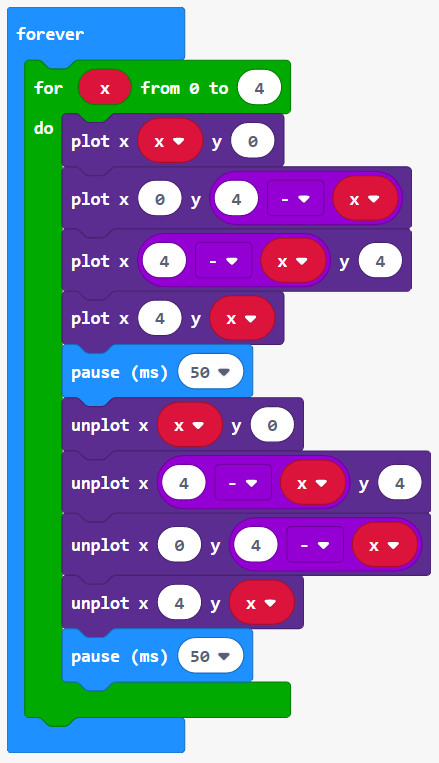 forever
for x from 0 to 4
do
plot x x y 0
plot x 0 y 4 - x
plot x 4 - x y 4
plot x 4 y x
pause (ms) 50
unplot x x y 0
unplot x 4 - x y 4
unplot x 0 y 4 - x
unplot x 4 y x
pause (ms) 50